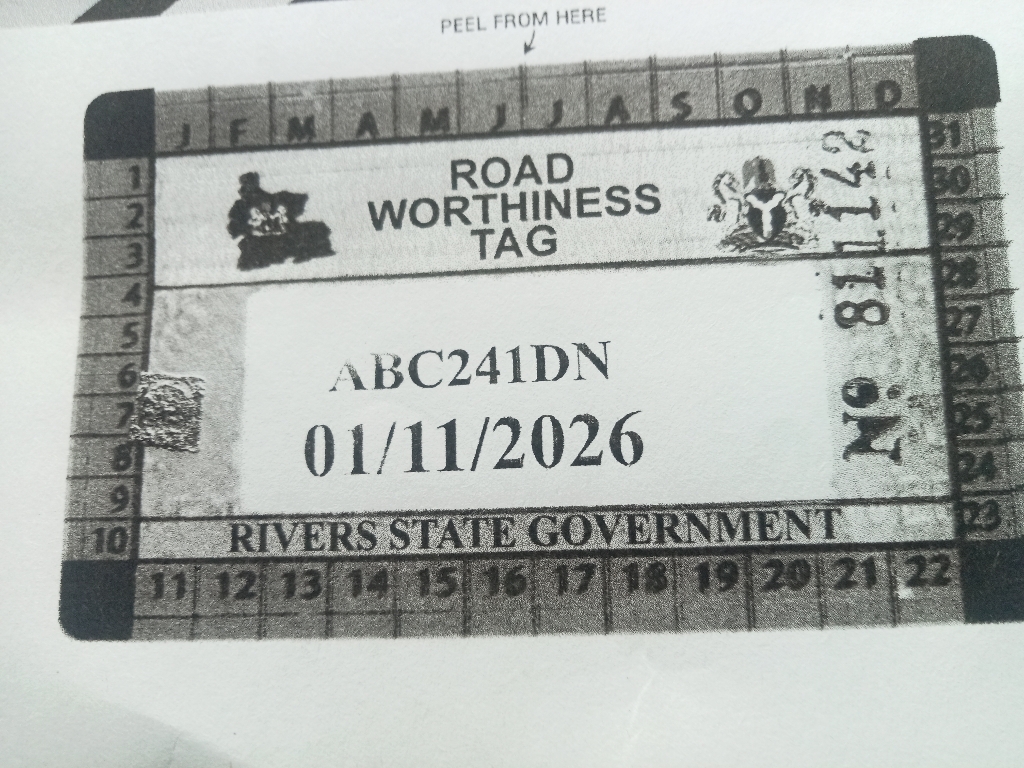 PEEL FROM HERE
J F M A M J J A S O N D
ROAD
WORTHINESS
TAG
1
2
3
4
5
6
7
8
9
10
ABC241DN
01/11/2026
RIVERS STATE GOVERNMENT
11 12 13 14 15 16 17 18 19 20 21 22
31
30
29
28
27
26
25
24
23
Nº 811142